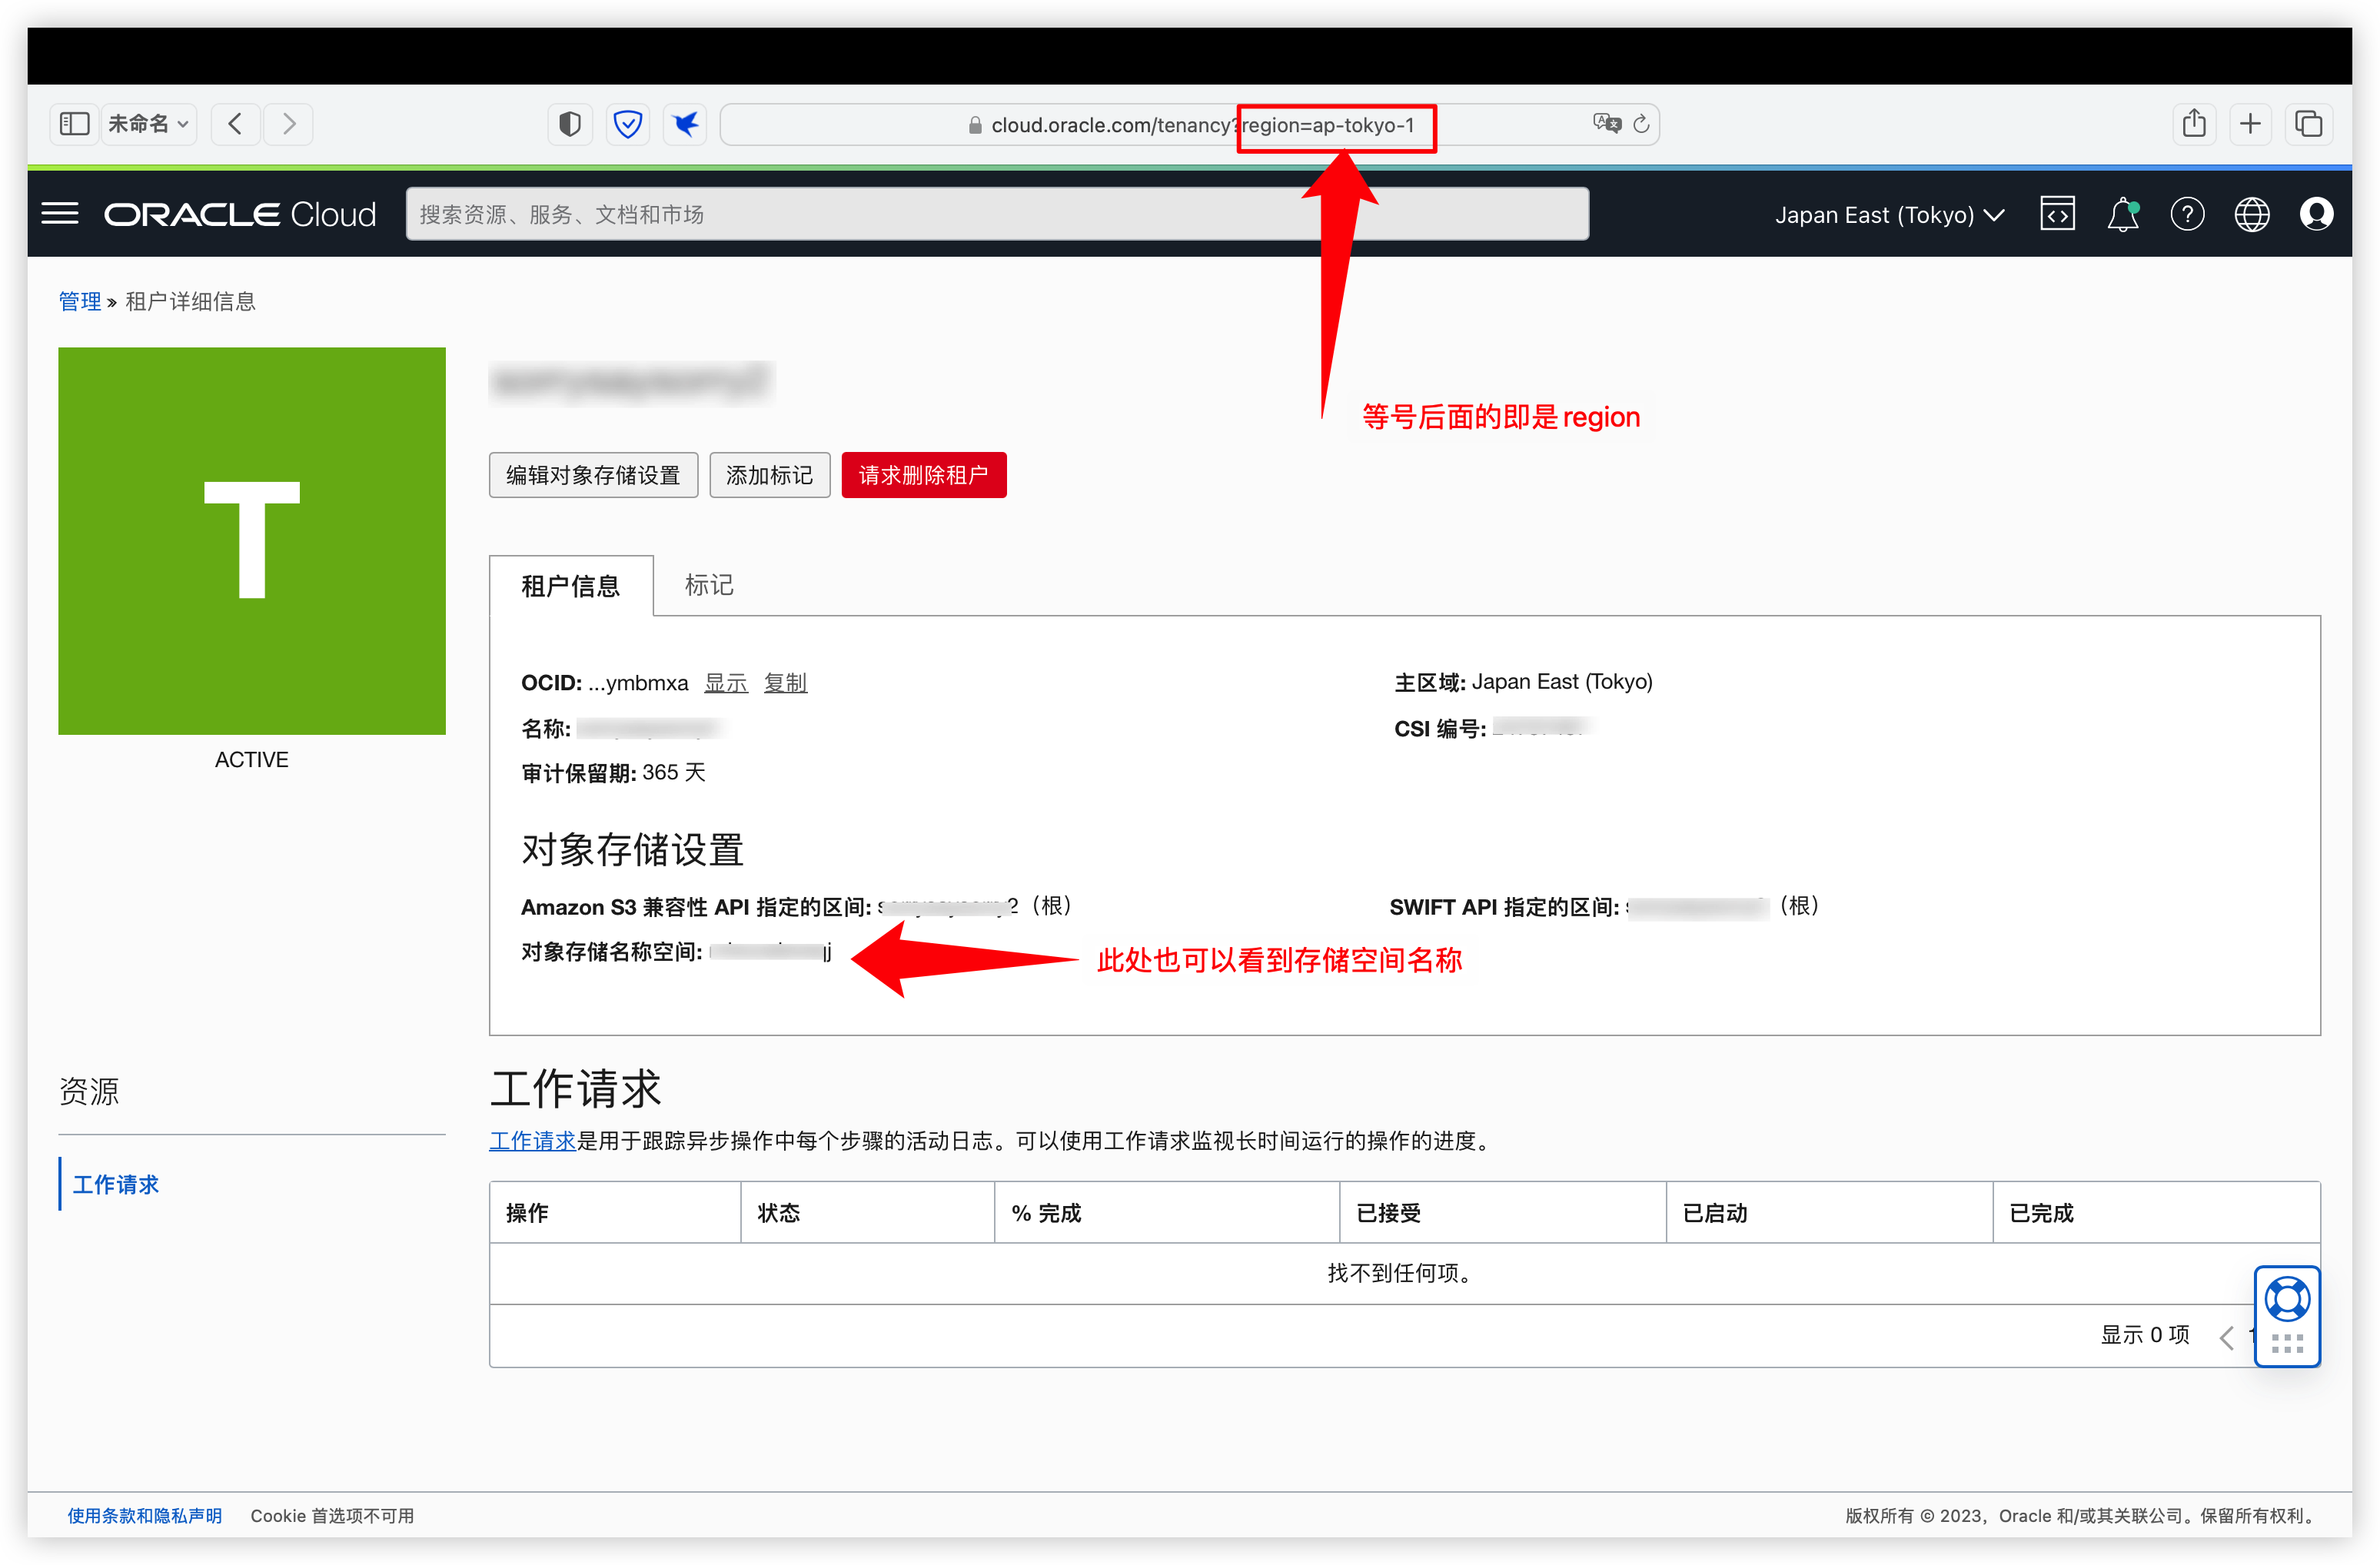 未命名
cloud.oracle.com/tenancy?region=ap-tokyo-1
ORACLE Cloud
搜索资源、服务、文档和市场
Japan East (Tokyo)
管理 » 租户详细信息
等号后面的即是region
T
ACTIVE
编辑对象存储设置
添加标记
请求删除租户
租户信息
标记
OCID: ...ymbmxa 显示 复制
主区域: Japan East (Tokyo)
名称:
CSI 编号:
审计保留期: 365 天
对象存储设置
Amazon S3 兼容性 API 指定的区间: (根)
SWIFT API 指定的区间: (根)
对象存储名称空间:
此处也可以看到存储空间名称
资源
工作请求
工作请求
工作请求是用于跟踪异步操作中每个步骤的活动日志。可以使用工作请求监视长时间运行的操作的进度。
操作 状态 % 完成 已接受 已启动 已完成
找不到任何项。
显示 0 项
使用条款和隐私声明
Cookie 首选项不可用
版权所有 © 2023，Oracle 和/或其关联公司。保留所有权利。